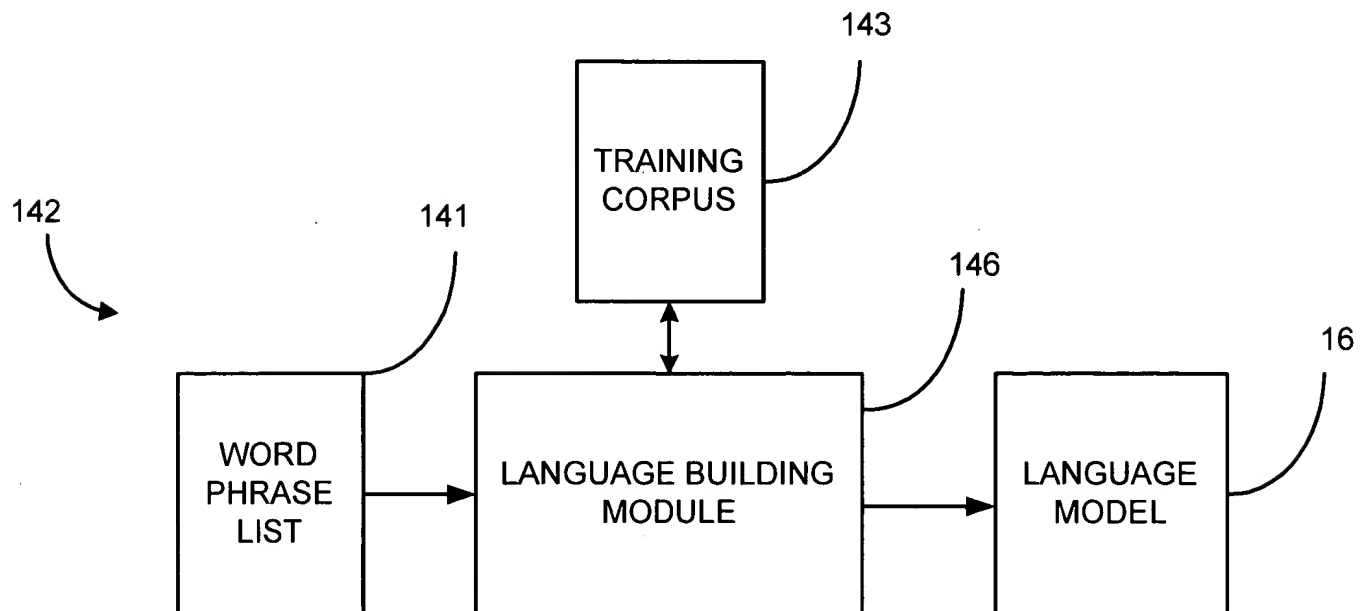 143
TRAINING
CORPUS
142
141
146
16
WORD
PHRASE
LIST
LANGUAGE BUILDING
MODULE
LANGUAGE
MODEL